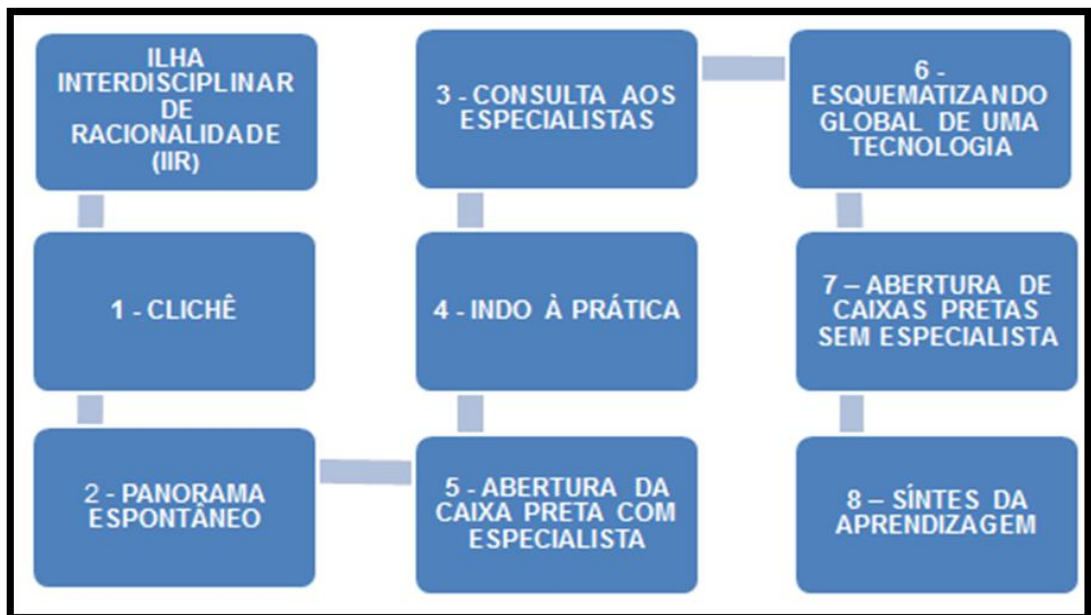 ILHA
INTERDISCIPLINAR
DE
RACIONALIDADE
(IIR)
1 - CLICHÊ
2 - PANORAMA
ESPONTÂNEO
3 - CONSULTA AOS
ESPECIALISTAS
4 - INDO À PRÁTICA
5 - ABERTURA DA
CAIXA PRETA COM
ESPECIALISTA
6 -
ESQUEMATIZANDO
GLOBAL DE UMA
TECNOLOGIA
7 – ABERTURA DE
CAIXAS PRETAS
SEM ESPECIALISTA
8 – SÍNTES DA
APRENDIZAGEM